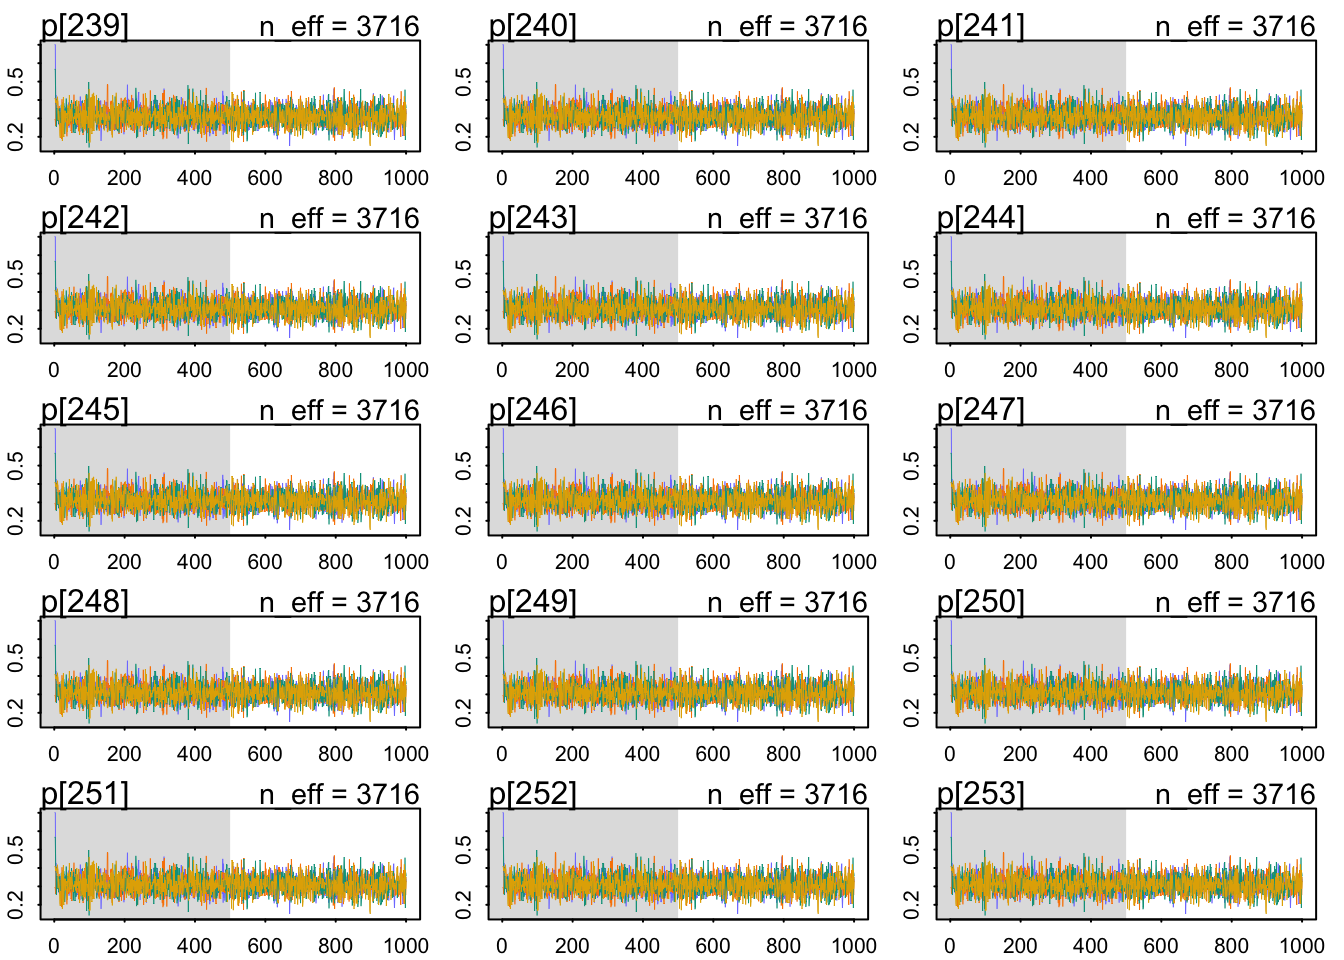 p[239] n_eff = 3716 p[240] n_eff = 3716 p[241] n_eff = 3716
0.2 0.5 0.2 0.5 0.2 0.5
0 200 400 600 800 1000 0 200 400 600 800 1000 0 200 400 600 800 1000
p[242] n_eff = 3716 p[243] n_eff = 3716 p[244] n_eff = 3716
0.2 0.5 0.2 0.5 0.2 0.5
0 200 400 600 800 1000 0 200 400 600 800 1000 0 200 400 600 800 1000
p[245] n_eff = 3716 p[246] n_eff = 3716 p[247] n_eff = 3716
0.2 0.5 0.2 0.5 0.2 0.5
0 200 400 600 800 1000 0 200 400 600 800 1000 0 200 400 600 800 1000
p[248] n_eff = 3716 p[249] n_eff = 3716 p[250] n_eff = 3716
0.2 0.5 0.2 0.5 0.2 0.5
0 200 400 600 800 1000 0 200 400 600 800 1000 0 200 400 600 800 1000
p[251] n_eff = 3716 p[252] n_eff = 3716 p[253] n_eff = 3716
0.2 0.5 0.2 0.5 0.2 0.5
0 200 400 600 800 1000 0 200 400 600 800 1000 0 200 400 600 800 1000